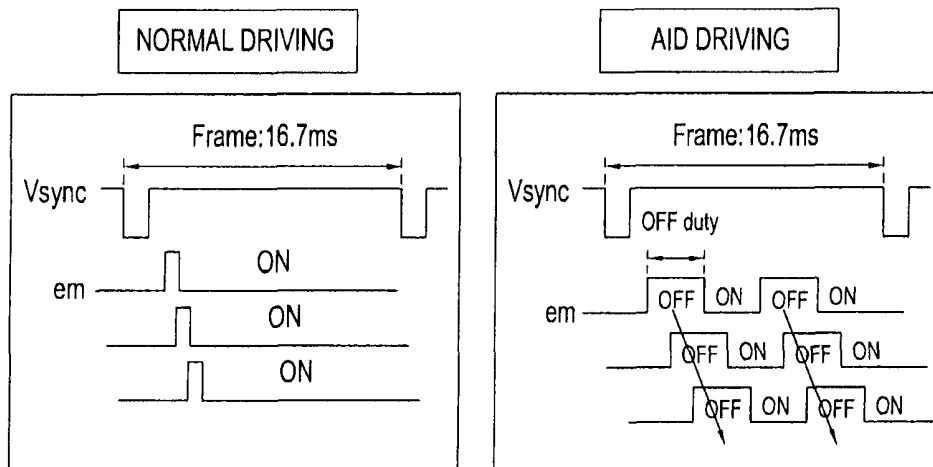 NORMAL DRIVING
Frame:16.7ms
Vsync
ON
em
ON
ON
AID DRIVING
Frame:16.7ms
Vsync
OFF duty
OFF ON OFF ON
em
OFF ON OFF ON
OFF ON OFF ON